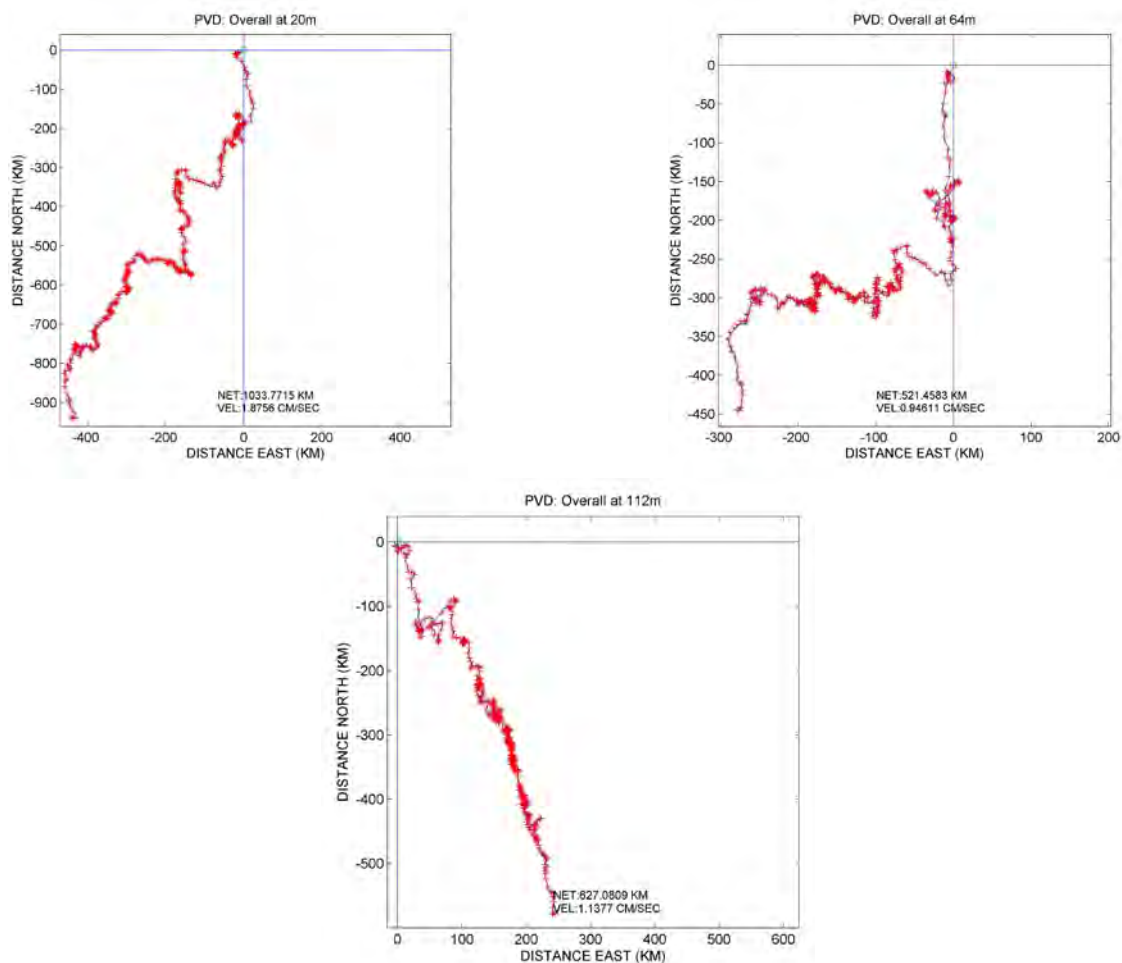 PVD: Overall at 20m
0
-100
-200
-300
-400
-500
-600
-700
-800
-900
DISTANCE NORTH (KM)
NET:1033.7715 KM
VEL:1.8756 CM/SEC
-400
-200
0
200
400
DISTANCE EAST (KM)
PVD: Overall at 64m
0
-50
-100
-150
-200
-250
-300
-350
-400
-450
DISTANCE NORTH (KM)
NET:521.4583 KM
VEL:0.94611 CM/SEC
-300
-200
-100
0
100
200
DISTANCE EAST (KM)
PVD: Overall at 112m
0
-100
-200
-300
-400
-500
DISTANCE NORTH (KM)
NET:627.0809 KM
VEL:1.1377 CM/SEC
0
100
200
300
400
500
600
DISTANCE EAST (KM)